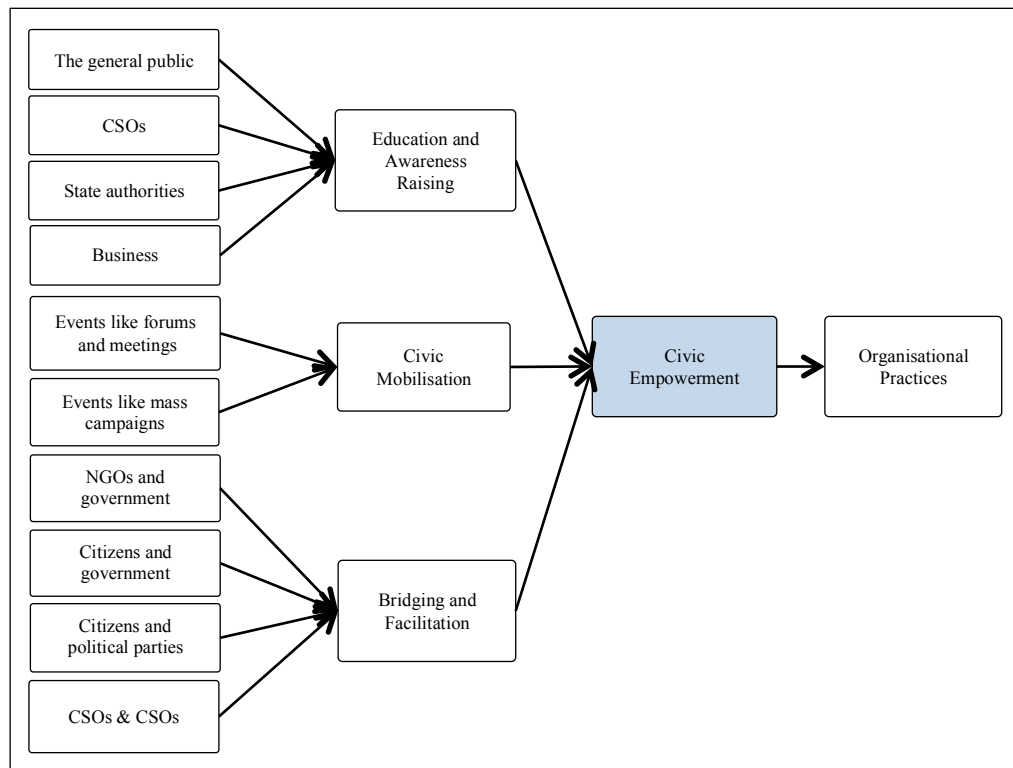 The general public
CSOs
State authorities
Business
Events like forums
and meetings
Events like mass
campaigns
NGOs and
government
Citizens and
government
Citizens and
political parties
CSOs & CSOs
Education and
Awareness
Raising
Civic
Mobilisation
Bridging and
Facilitation
Civic
Empowerment
Organisational
Practices